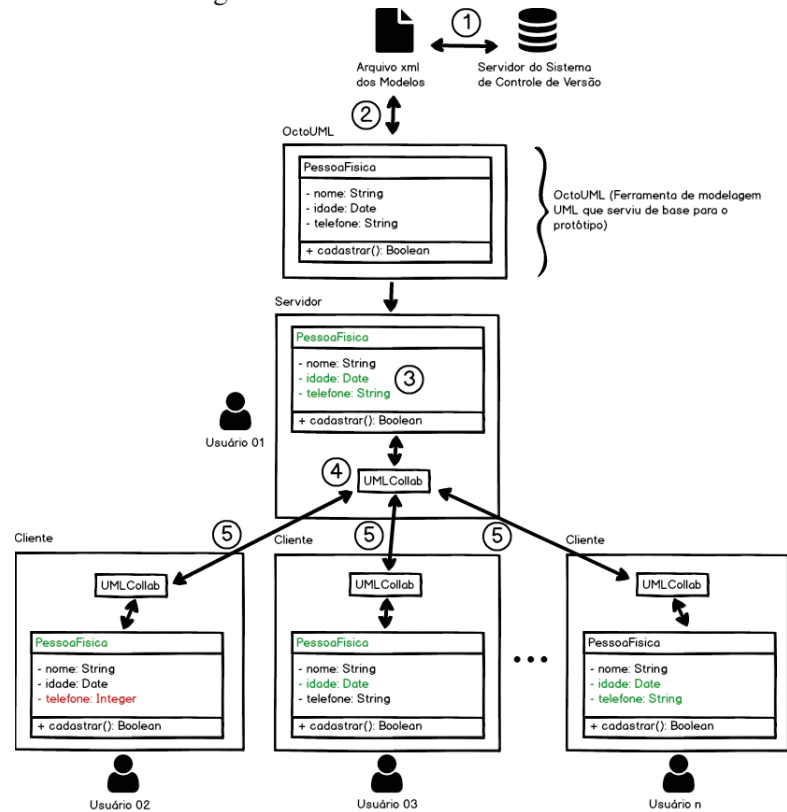 ①
Arquivo xml
dos Modelos
Servidor do Sistema
de Controle de Versão
②
OctoUML
PessoaFisica
- nome: String
- idade: Date
- telefone: String
+ cadastrar(): Boolean
OctoUML (Ferramenta de modelagem
UML que serviu de base para o
protótipo)
Servidor
PessoaFisica
- nome: String
- idade: Date
- telefone: String
③
+ cadastrar(): Boolean
Usuário 01
④
UMLCollab
⑤
⑤
⑤
Cliente
UMLCollab
PessoaFisica
- nome: String
- idade: Date
- telefone: Integer
+ cadastrar(): Boolean
Usuário 02
Cliente
UMLCollab
PessoaFisica
- nome: String
- idade: Date
- telefone: String
+ cadastrar(): Boolean
Usuário 03
...
Cliente
UMLCollab
PessoaFisica
- nome: String
- idade: Date
- telefone: String
+ cadastrar(): Boolean
Usuário n